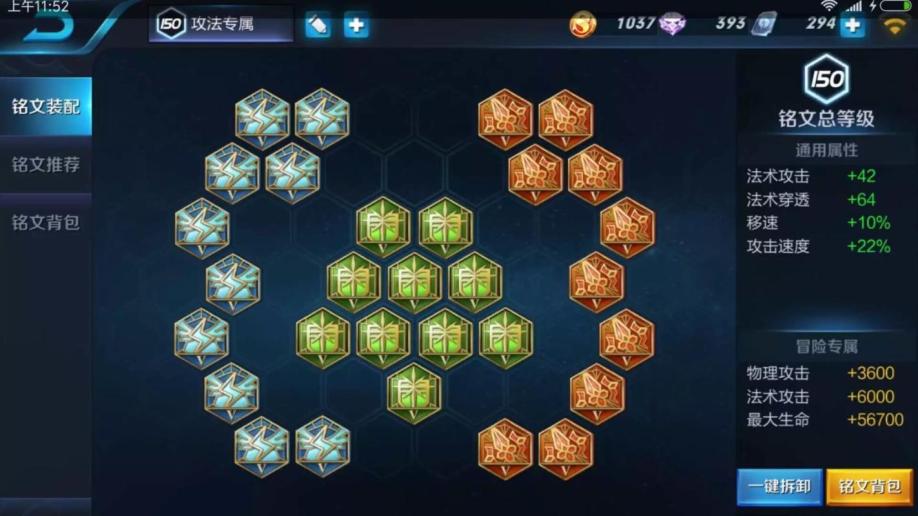 上午11:52
150 攻法专属
1037 393 294
铭文装配
铭文推荐
铭文背包
150
铭文总等级
通用属性
法术攻击 +42
法术穿透 +64
移速 +10%
攻击速度 +22%
冒险专属
物理攻击 +3600
法术攻击 +6000
最大生命 +56700
一键拆卸 铭文背包